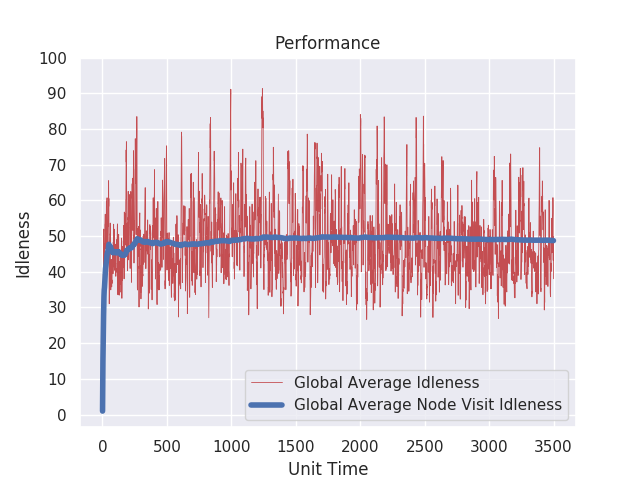 Performance
100
90
80
70
60
50
40
30
20
10
0
Idleness
Global Average Idleness
Global Average Node Visit Idleness
0 500 1000 1500 2000 2500 3000 3500
Unit Time